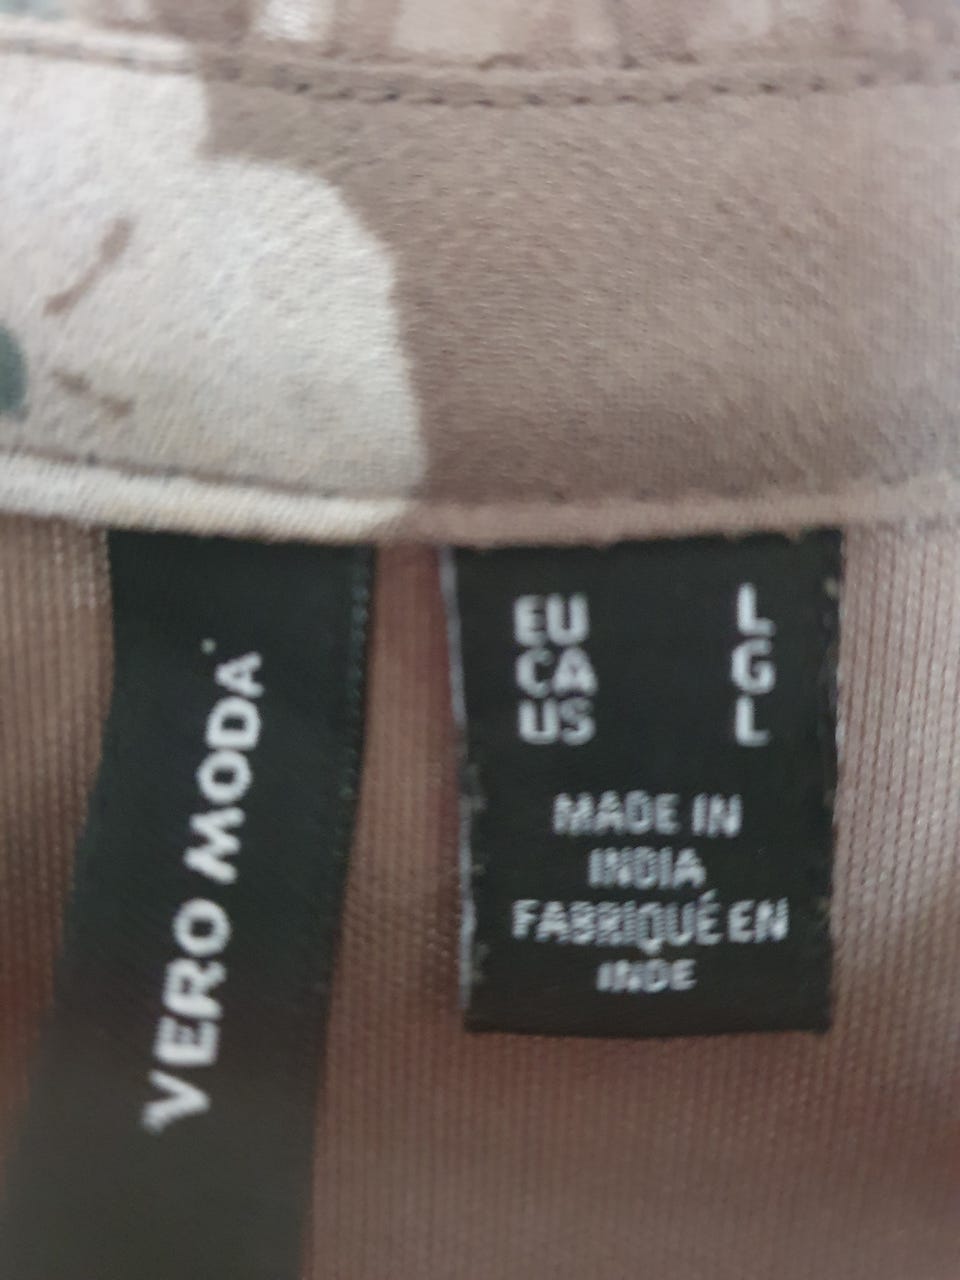 VERO MODA
EU L
CA G
US L
MADE IN
INDIA
FABRIQUÉ EN
INDE